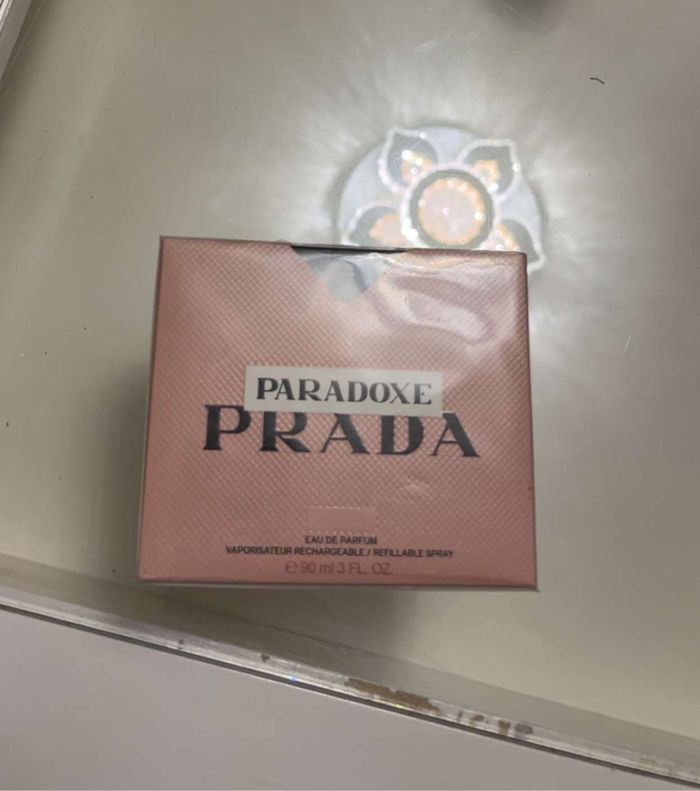 PARADOXE
PRADA
EAU DE PARFUM
VAPORISATEUR RECHARGEABLE / REFILLABLE SPRAY
℮ 90 ml 3 FL. OZ